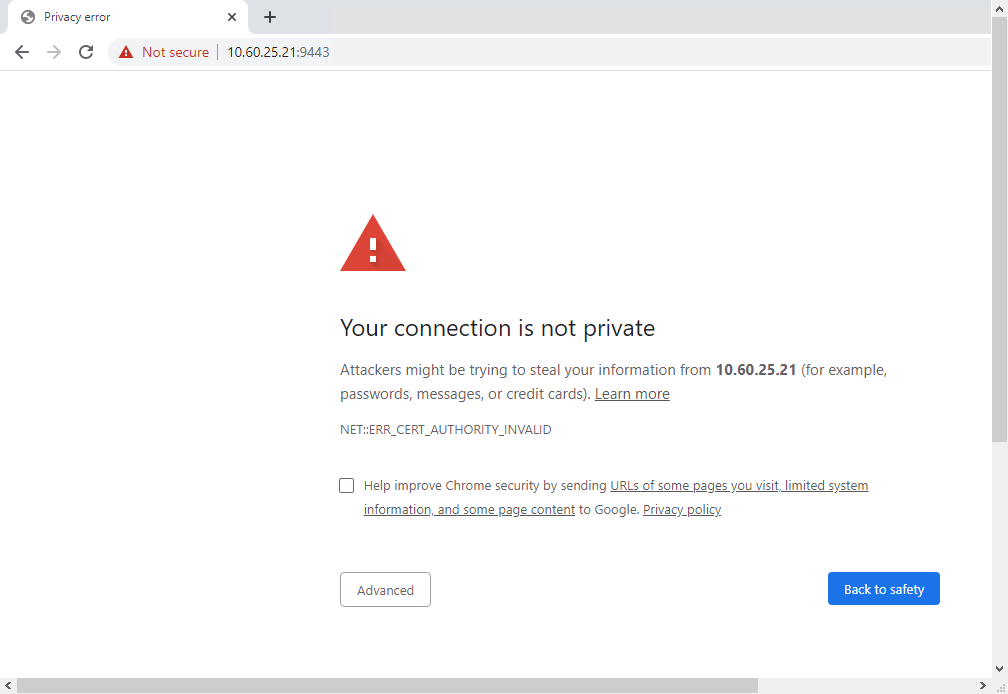 Privacy error
Not secure 10.60.25.21:9443
Your connection is not private
Attackers might be trying to steal your information from 10.60.25.21 (for example,
passwords, messages, or credit cards). Learn more
NET::ERR_CERT_AUTHORITY_INVALID
Help improve Chrome security by sending URLs of some pages you visit, limited system
information, and some page content to Google. Privacy policy
Advanced
Back to safety